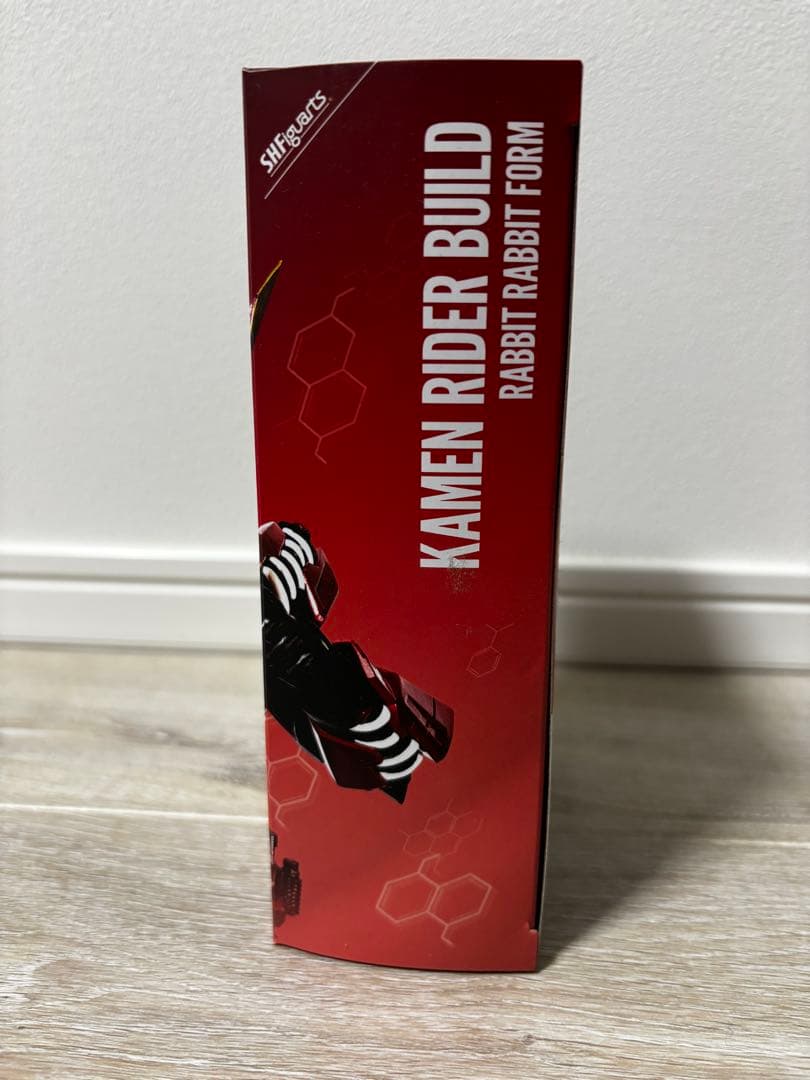 SHFiguarts
KAMEN RIDER BUILD
RABBIT RABBIT FORM